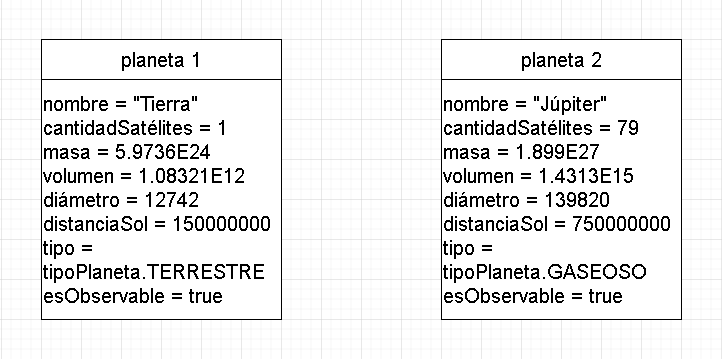 planeta 1
nombre = "Tierra"
cantidadSatélites = 1
masa = 5.9736E24
volumen = 1.08321E12
diámetro = 12742
distanciaSol = 150000000
tipo =
tipoPlaneta.TERRESTRE
esObservable = true
planeta 2
nombre = "Júpiter"
cantidadSatélites = 79
masa = 1.899E27
volumen = 1.4313E15
diámetro = 139820
distanciaSol = 750000000
tipo =
tipoPlaneta.GASEOSO
esObservable = true